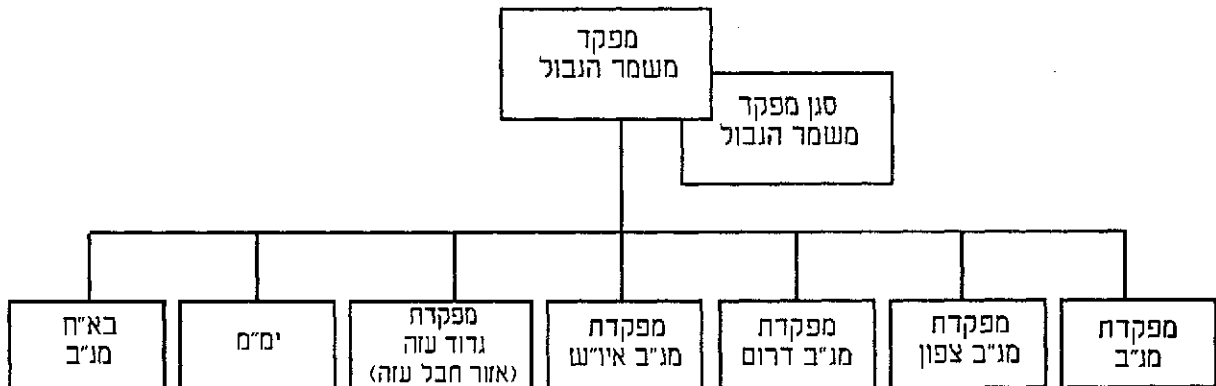 מפקד
משמר הגבול
סגן מפקד
משמר הגבול
מפקדת
מג"ב
מפקדת
מג"ב צפון
מפקדת
מג"ב דרום
מפקדת
מג"ב איו"ש
מפקדת
גדוד עזה
(אזור חבל עזה)
ימ"מ
בא"ח
מג"ב